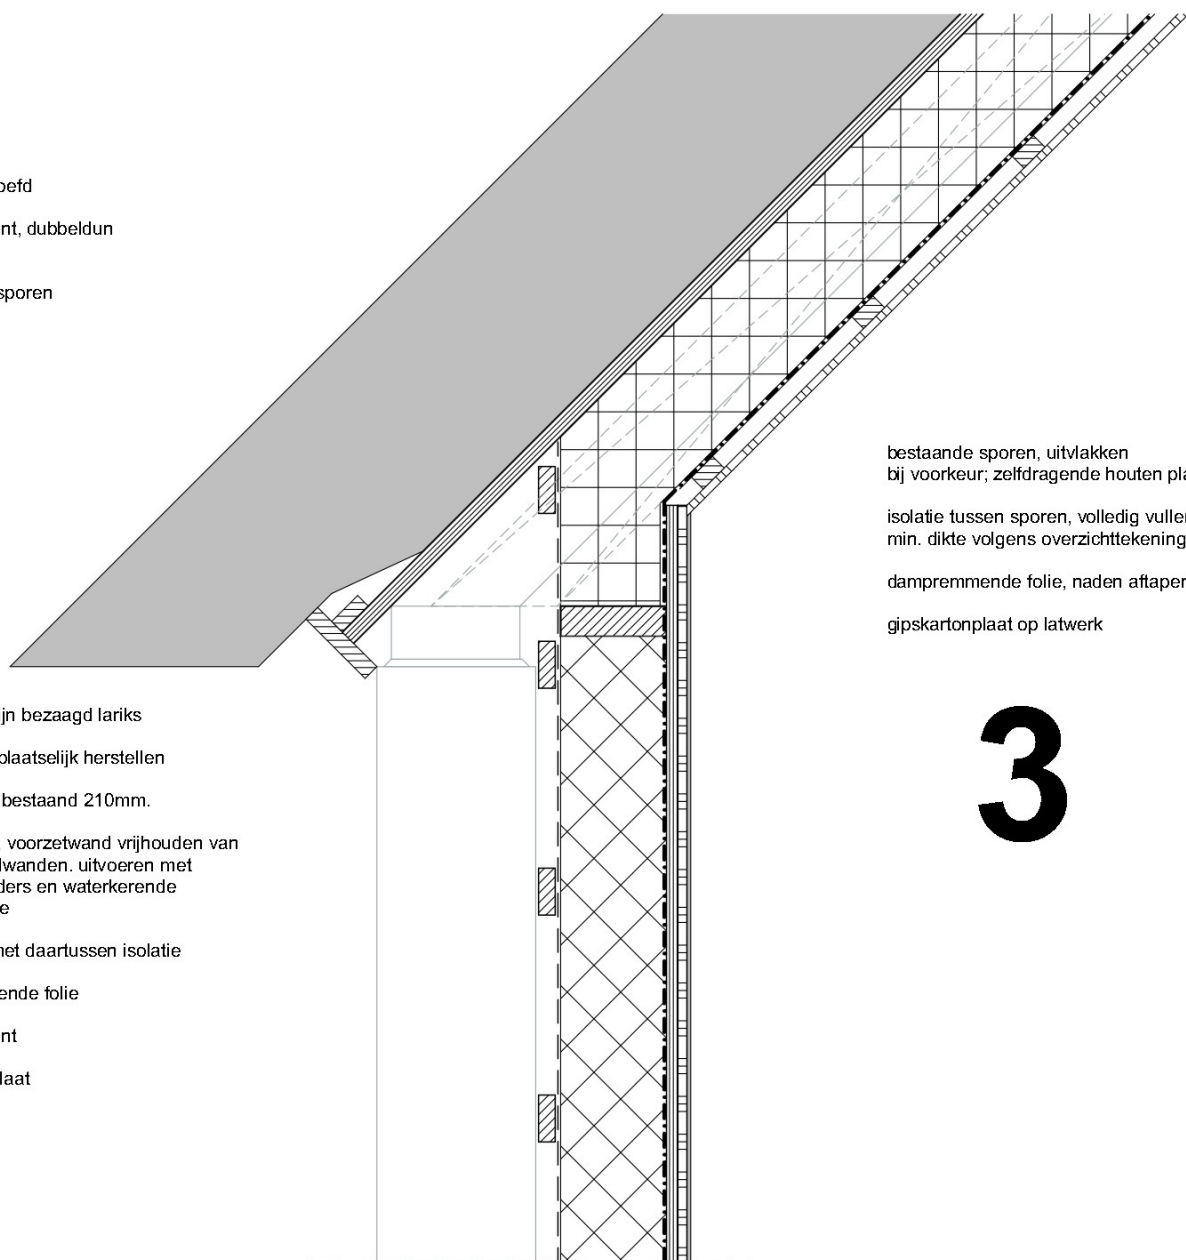 oefd
nt, dubbeldun
sporen
bestaande sporen, uitvlakken
bij voorkeur; zelfdragende houten pla
isolatie tussen sporen, volledig vullen
min. dikte volgens overzichttekening
dampremmende folie, naden aftapen
gipskartonplaat op latwerk
3
ijn bezaagd lariks
plaatselijk herstellen
bestaand 210mm.
voorzetwand vrijhouden van
lwanden. uitvoeren met
ders en waterkerende
e
net daartussen isolatie
ende folie
nt
laat